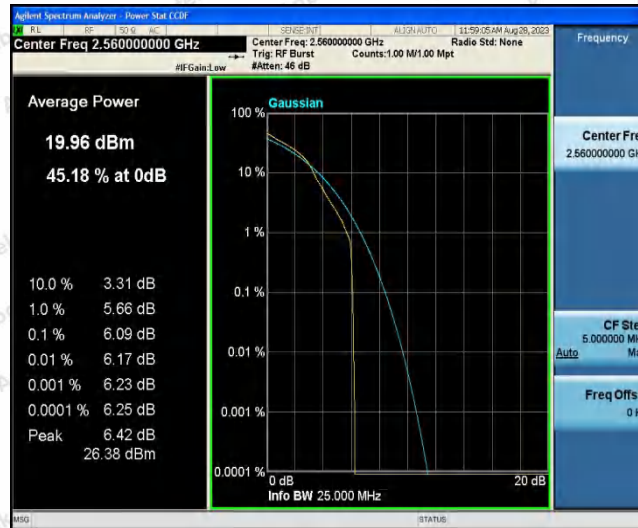 Agilent Spectrum Analyzer - Power Stat CCDF
RL RF 50 Ω AC SENSE:INT ALIGN AUTO 11:59:05 AM Aug 28, 2023
Center Freq 2.560000000 GHz
Center Freq: 2.560000000 GHz Radio Std: None
Trig: RF Burst Counts:1.00 M/1.00 Mpt
#IFGain:Low #Atten: 46 dB
Frequency
Average Power
19.96 dBm
45.18 % at 0dB
10.0 % 3.31 dB
1.0 % 5.66 dB
0.1 % 6.09 dB
0.01 % 6.17 dB
0.001 % 6.23 dB
0.0001 % 6.25 dB
Peak 6.42 dB
26.38 dBm
Gaussian
100 %
10 %
1 %
0.1 %
0.01 %
0.001 %
0.0001 %
0 dB 20 dB
Info BW 25.000 MHz
Center Fre
2.560000000 GH
CF Ste
5.000000 MH
Auto Ma
Freq Offs
0 H
MSG STATUS